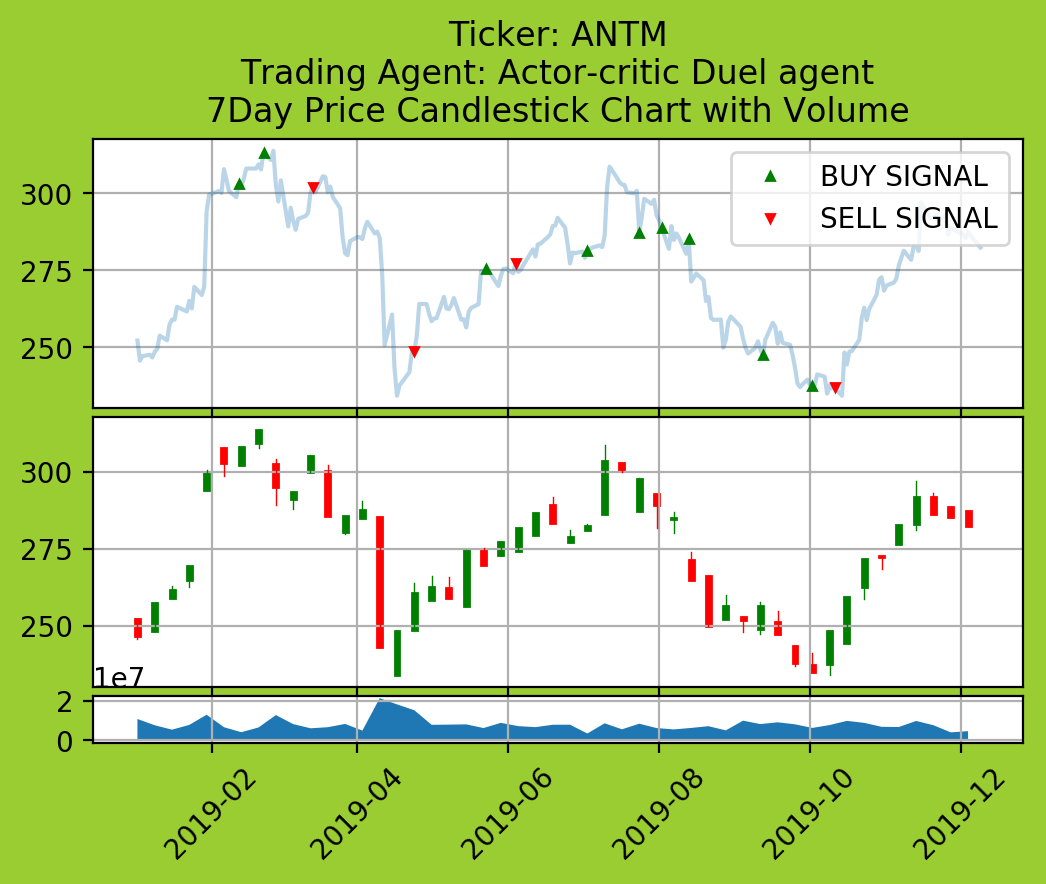 Ticker: ANTM
Trading Agent: Actor-critic Duel agent
7Day Price Candlestick Chart with Volume
BUY SIGNAL
SELL SIGNAL
300
275
250
300
275
250
1e7
2
0
2019-02
2019-04
2019-06
2019-08
2019-10
2019-12